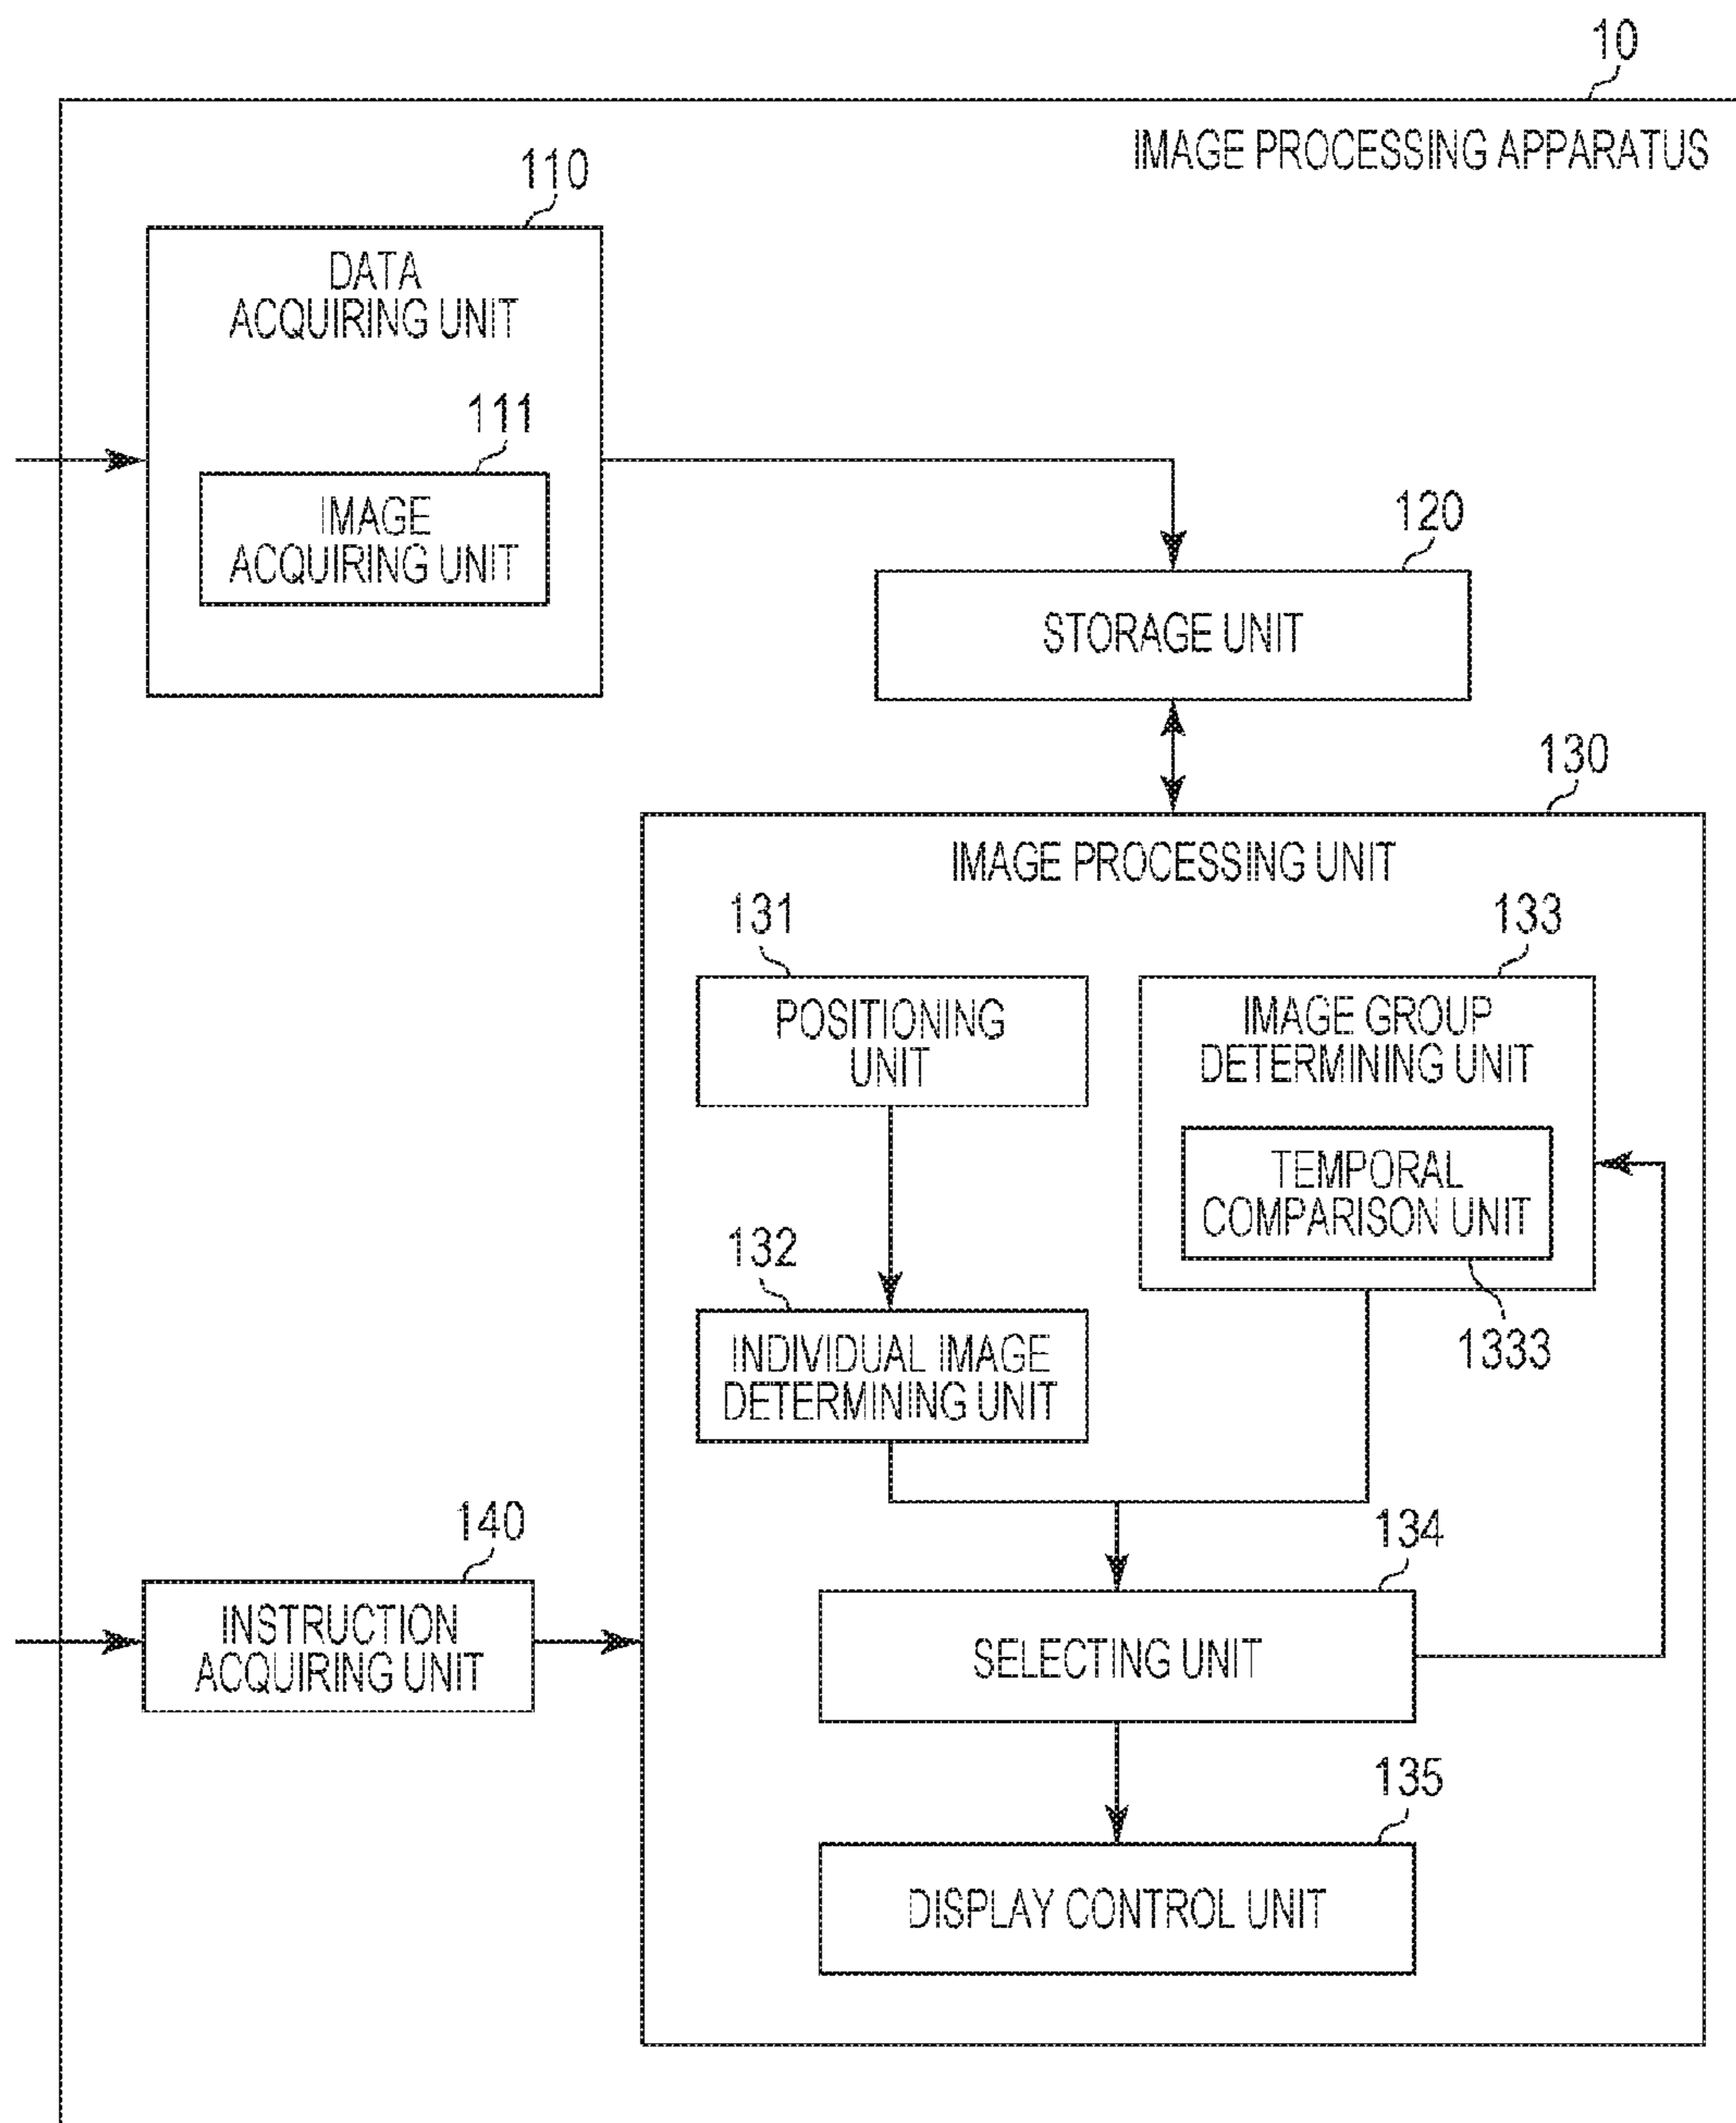 10
IMAGE PROCESSING APPARATUS
110
DATA
ACQUIRING UNIT
111
IMAGE
ACQUIRING UNIT
120
STORAGE UNIT
130
IMAGE PROCESSING UNIT
131
POSITIONING
UNIT
133
IMAGE GROUP
DETERMINING UNIT
TEMPORAL
COMPARISON UNIT
1333
132
INDIVIDUAL IMAGE
DETERMINING UNIT
140
INSTRUCTION
ACQUIRING UNIT
134
SELECTING UNIT
135
DISPLAY CONTROL UNIT